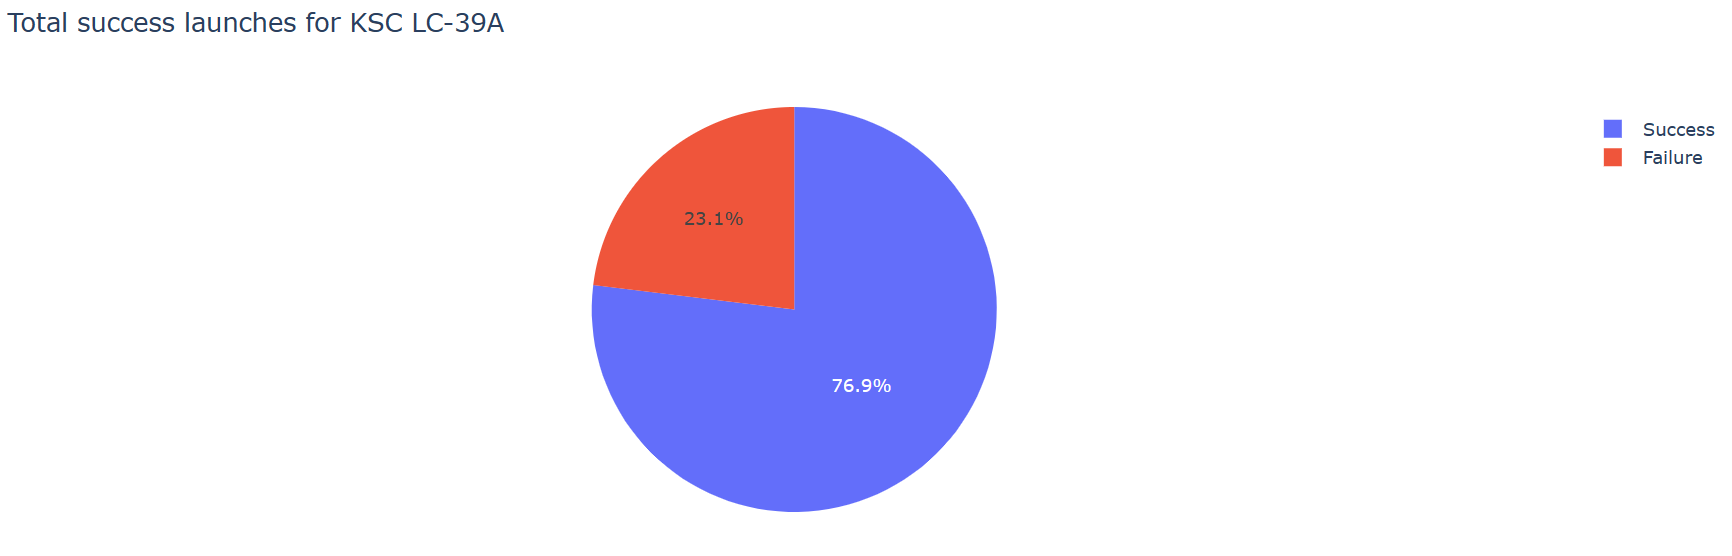 Total success launches for KSC LC-39A
Success
Failure
23.1%
76.9%